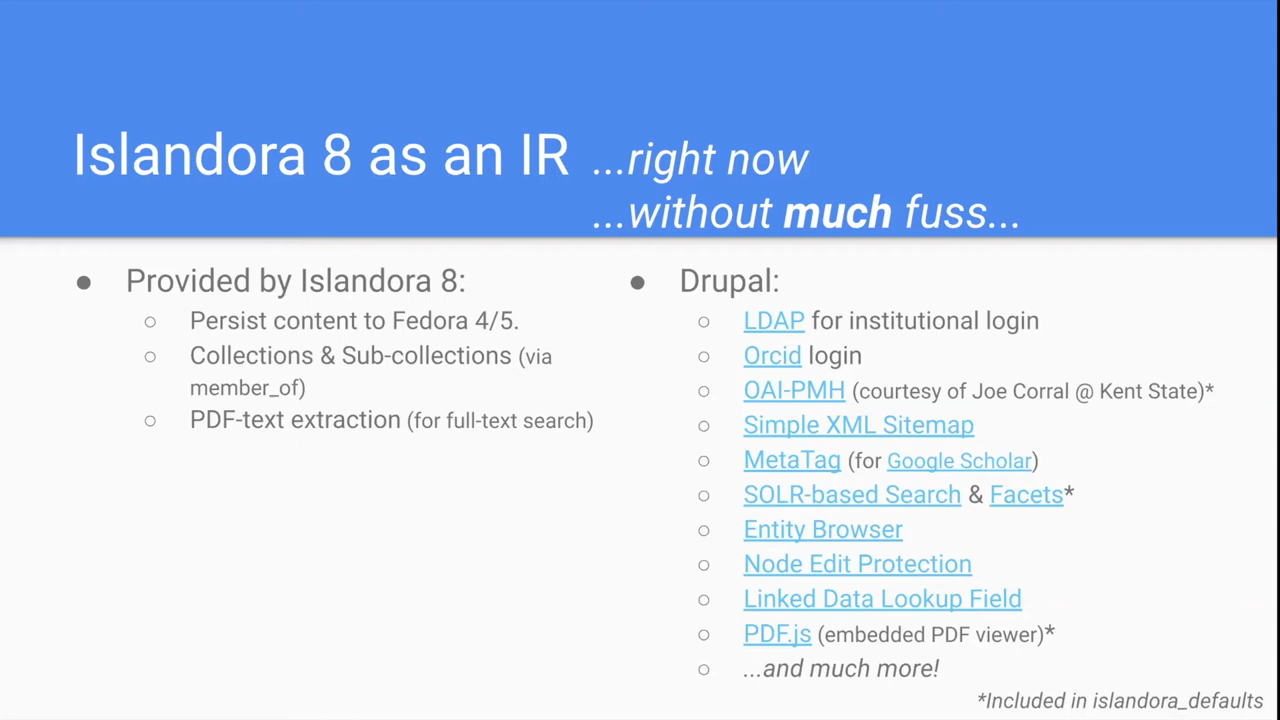 Islandora 8 as an IR ...right now
...without much fuss...
● Provided by Islandora 8:
○ Persist content to Fedora 4/5.
○ Collections & Sub-collections (via
member_of)
○ PDF-text extraction (for full-text search)
● Drupal:
○ LDAP for institutional login
○ Orcid login
○ OAI-PMH (courtesy of Joe Corral @ Kent State)*
○ Simple XML Sitemap
○ MetaTag (for Google Scholar)
○ SOLR-based Search & Facets*
○ Entity Browser
○ Node Edit Protection
○ Linked Data Lookup Field
○ PDF.js (embedded PDF viewer)*
○ ...and much more!
*Included in islandora_defaults